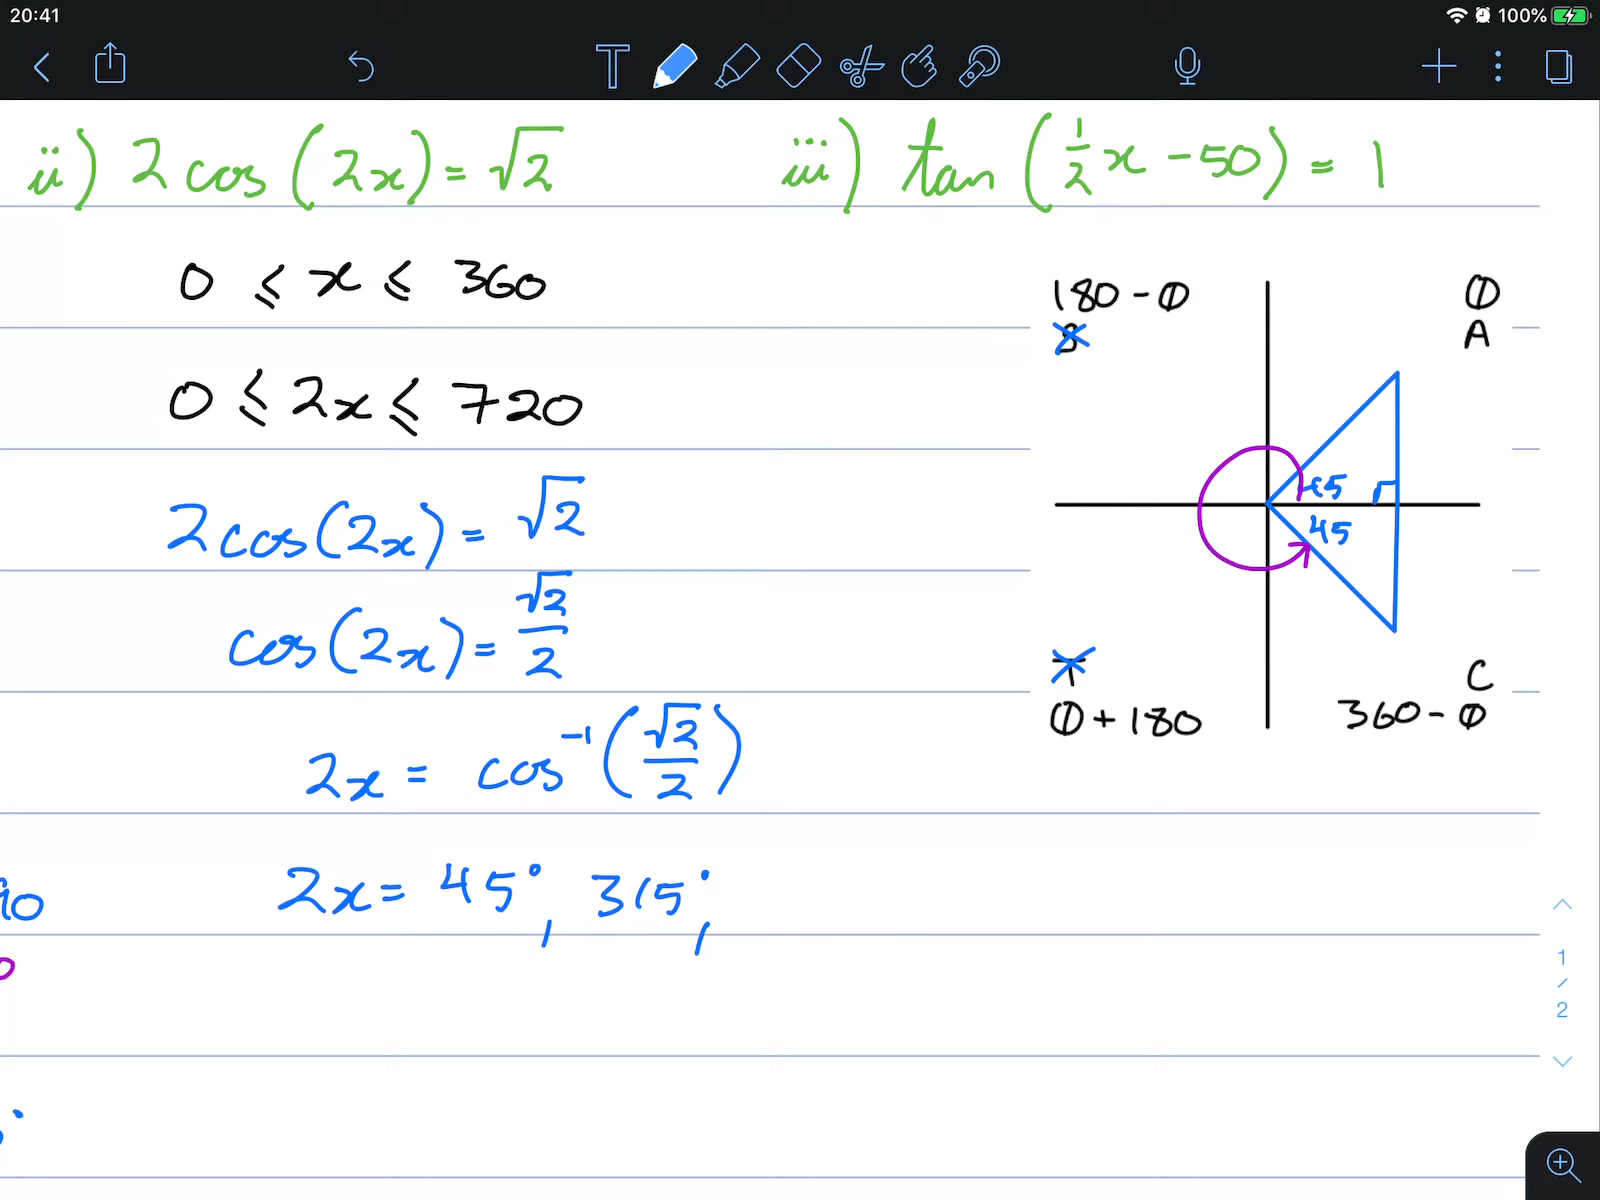 20:41
100%
T
ii) 2 cos (2x) = √2
iii) tan (1/2 x - 50) = 1
0 ≤ x ≤ 360
0 ≤ 2x ≤ 720
2cos(2x) = √2
cos(2x) = √2/2
2x = cos⁻¹(√2/2)
2x = 45°, 315°,
180 - Φ
S
Φ
A
45
45
T
Φ + 180
C
360 - Φ
1
/
2